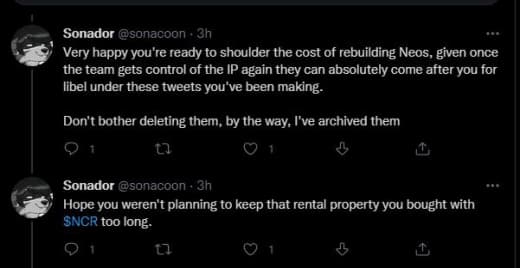 Sonador @sonacoon · 3h
Very happy you're ready to shoulder the cost of rebuilding Neos, given once
the team gets control of the IP again they can absolutely come after you for
libel under these tweets you've been making.
Don't bother deleting them, by the way, I've archived them
1 1
Sonador @sonacoon · 3h
Hope you weren't planning to keep that rental property you bought with
$NCR too long.
1 1